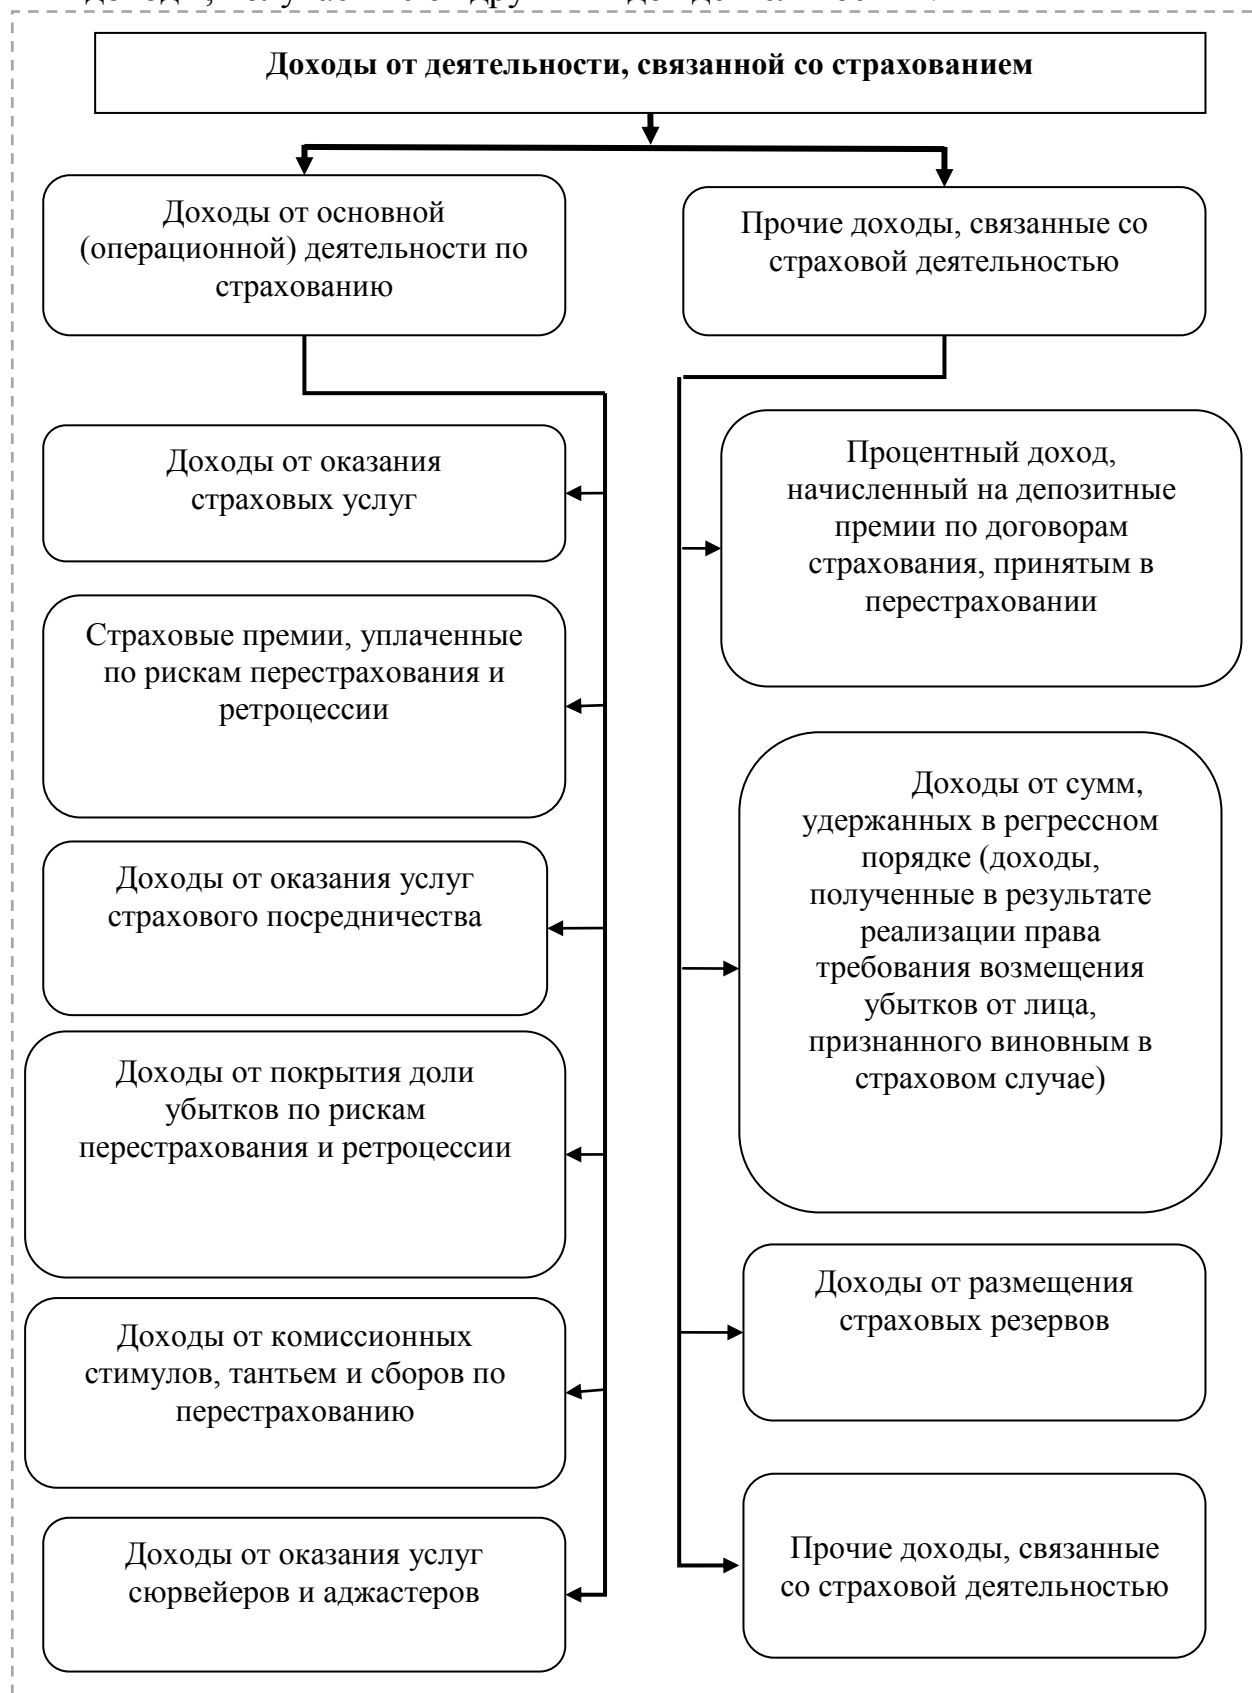 Доходы от деятельности, связанной со страхованием
Доходы от основной
(операционной) деятельности по
страхованию
Прочие доходы, связанные со
страховой деятельностью
Доходы от оказания
страховых услуг
Страховые премии, уплаченные
по рискам перестрахования и
ретроцессии
Доходы от оказания услуг
страхового посредничества
Доходы от покрытия доли
убытков по рискам
перестрахования и ретроцессии
Доходы от комиссионных
стимулов, тантьем и сборов по
перестрахованию
Доходы от оказания услуг
сюрвейеров и аджастеров
Процентный доход,
начисленный на депозитные
премии по договорам
страхования, принятым в
перестраховании
Доходы от сумм,
удержанных в регрессном
порядке (доходы,
полученные в результате
реализации права
требования возмещения
убытков от лица,
признанного виновным в
страховом случае)
Доходы от размещения
страховых резервов
Прочие доходы, связанные
со страховой деятельностью